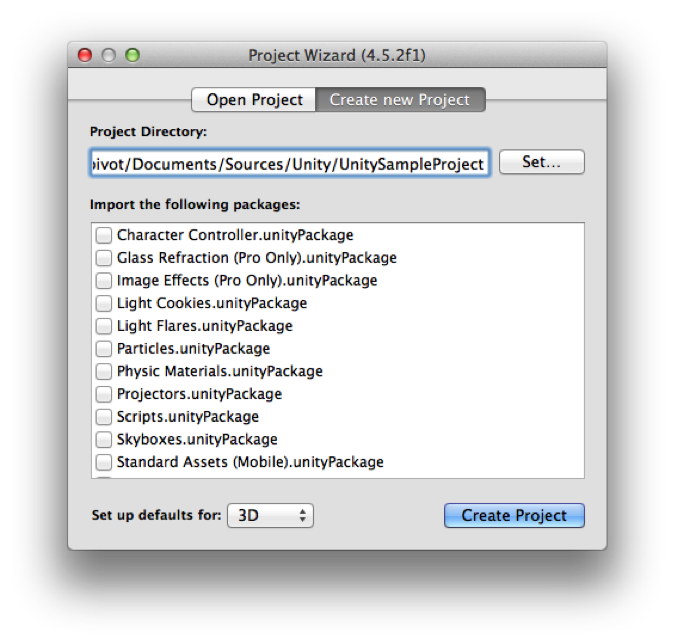 Project Wizard (4.5.2f1)
Open Project Create new Project
Project Directory:
pivot/Documents/Sources/Unity/UnitySampleProject Set...
Import the following packages:
Character Controller.unityPackage
Glass Refraction (Pro Only).unityPackage
Image Effects (Pro Only).unityPackage
Light Cookies.unityPackage
Light Flares.unityPackage
Particles.unityPackage
Physic Materials.unityPackage
Projectors.unityPackage
Scripts.unityPackage
Skyboxes.unityPackage
Standard Assets (Mobile).unityPackage
Set up defaults for: 3D Create Project